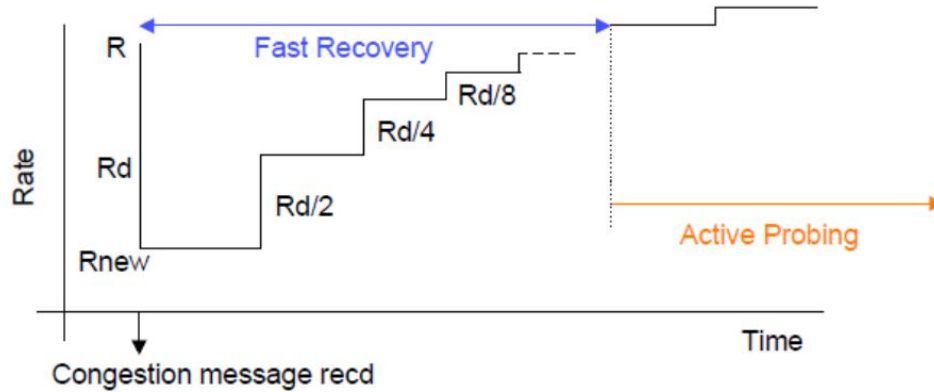 R
Fast Recovery
Rd/8
Rd/4
Rd
Rate
Rd/2
Active Probing
Rnew
Time
Congestion message recd